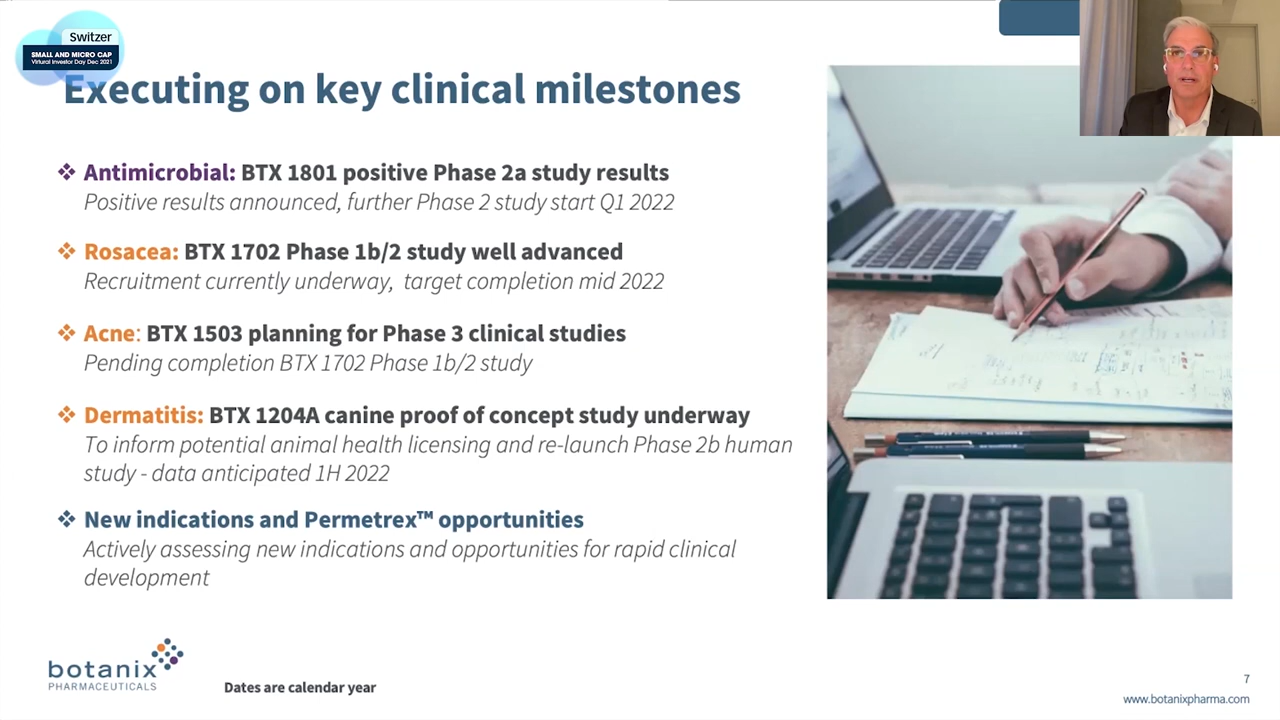 Switzer
SMALL AND MICRO CAP
Virtural Investor Day Dec 2021
Executing on key clinical milestones
❖ Antimicrobial: BTX 1801 positive Phase 2a study results
Positive results announced, further Phase 2 study start Q1 2022
❖ Rosacea: BTX 1702 Phase 1b/2 study well advanced
Recruitment currently underway, target completion mid 2022
❖ Acne: BTX 1503 planning for Phase 3 clinical studies
Pending completion BTX 1702 Phase 1b/2 study
❖ Dermatitis: BTX 1204A canine proof of concept study underway
To inform potential animal health licensing and re-launch Phase 2b human
study - data anticipated 1H 2022
❖ New indications and Permetrex™ opportunities
Actively assessing new indications and opportunities for rapid clinical
development
botanix
PHARMACEUTICALS
Dates are calendar year
7
www.botanixpharma.com